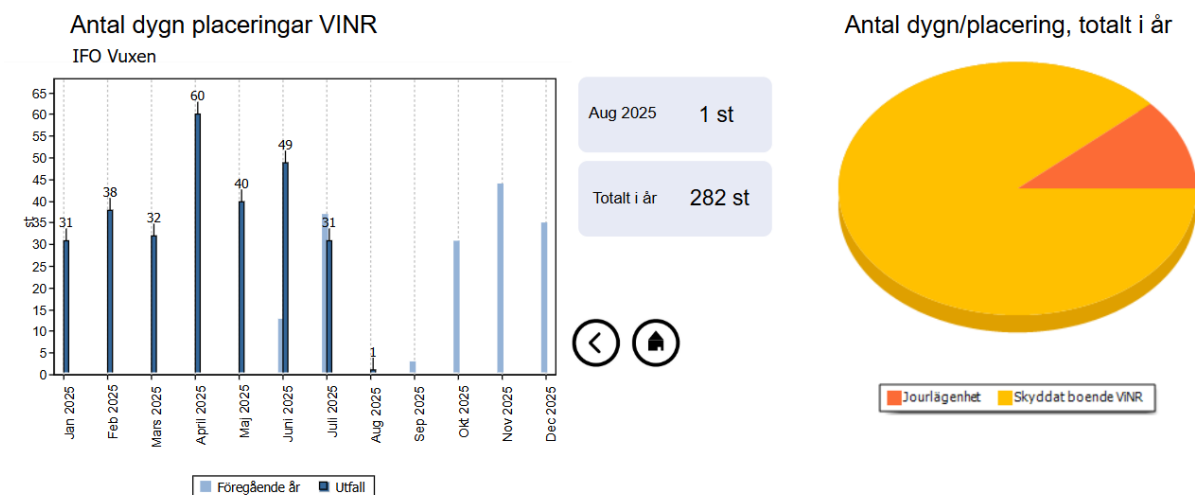 Antal dygn placeringar VINR
IFO Vuxen
65
60
55
50
45
40
35
30
25
20
15
10
5
0
st
31
38
32
60
40
49
31
1
Jan 2025
Feb 2025
Mars 2025
April 2025
Maj 2025
Juni 2025
Juli 2025
Aug 2025
Sep 2025
Okt 2025
Nov 2025
Dec 2025
Föregående år
Utfall
Aug 2025 1 st
Totalt i år 282 st
Antal dygn/placering, totalt i år
Jourlägenhet
Skyddat boende ViNR